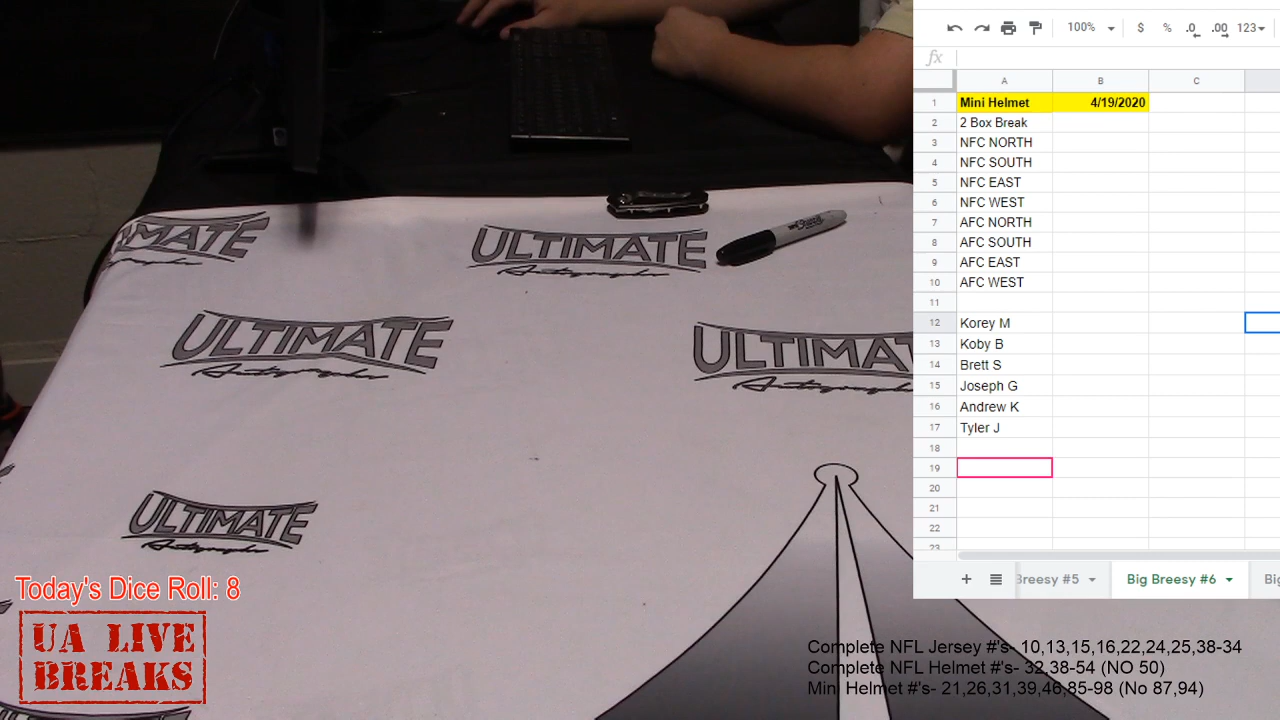 100%
$
%
.0
.00
123
fx
A
B
C
1 Mini Helmet 4/19/2020
2 2 Box Break
3 NFC NORTH
4 NFC SOUTH
5 NFC EAST
6 NFC WEST
7 AFC NORTH
8 AFC SOUTH
9 AFC EAST
10 AFC WEST
11
12 Korey M
13 Koby B
14 Brett S
15 Joseph G
16 Andrew K
17 Tyler J
18
19
20
21
22
23
Breesy #5
Big Breesy #6
ULTIMATE
Autographs
ULTIMATE
Autographs
ULTIMATE
Autographs
Today's Dice Roll: 8
UA LIVE
BREAKS
Complete NFL Jersey #'s- 10,13,15,16,22,24,25,38-34
Complete NFL Helmet #'s- 32,38-54 (NO 50)
Mini Helmet #'s- 21,26,31,39,46,85-98 (No 87,94)